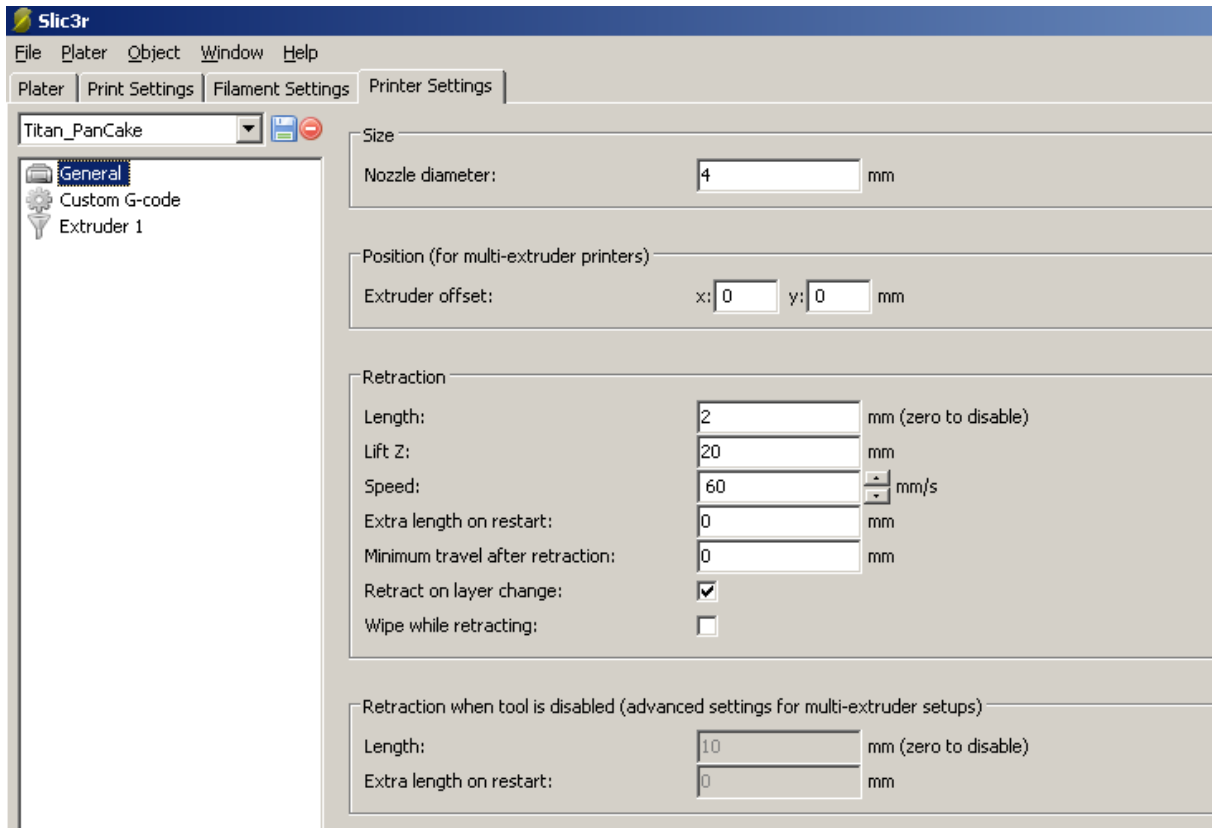 Slic3r
File Plater Object Window Help
Plater Print Settings Filament Settings Printer Settings
Titan_PanCake
General
Custom G-code
Extruder 1
Size
Nozzle diameter: 4 mm
Position (for multi-extruder printers)
Extruder offset: x: 0 y: 0 mm
Retraction
Length: 2 mm (zero to disable)
Lift Z: 20 mm
Speed: 60 mm/s
Extra length on restart: 0 mm
Minimum travel after retraction: 0 mm
Retract on layer change:
Wipe while retracting:
Retraction when tool is disabled (advanced settings for multi-extruder setups)
Length: 10 mm (zero to disable)
Extra length on restart: 0 mm